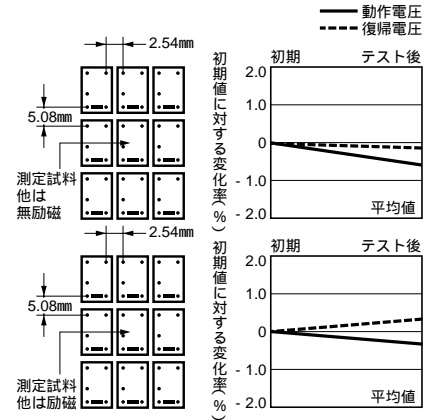 動作電圧
復帰電圧
2.54mm
5.08mm
測定試料
他は
無励磁
初期値に対する変化率(%)
初期 テスト後
2.0
1.0
0
- 1.0
- 2.0
平均値
2.54mm
5.08mm
測定試料
他は励磁
初期値に対する変化率(%)
初期 テスト後
2.0
1.0
0
- 1.0
- 2.0
平均値